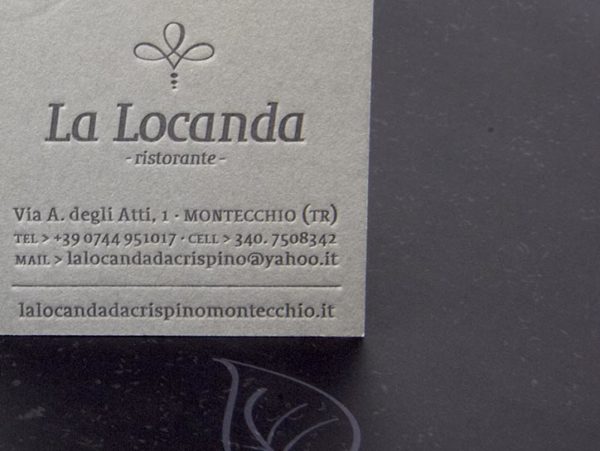 La Locanda
- ristorante -
Via A. degli Atti, 1 · MONTECCHIO (TR)
TEL > +39 0744 951017 · CELL > 340. 7508342
MAIL > lalocandadacrispino@yahoo.it
lalocandadacrispinomontecchio.it